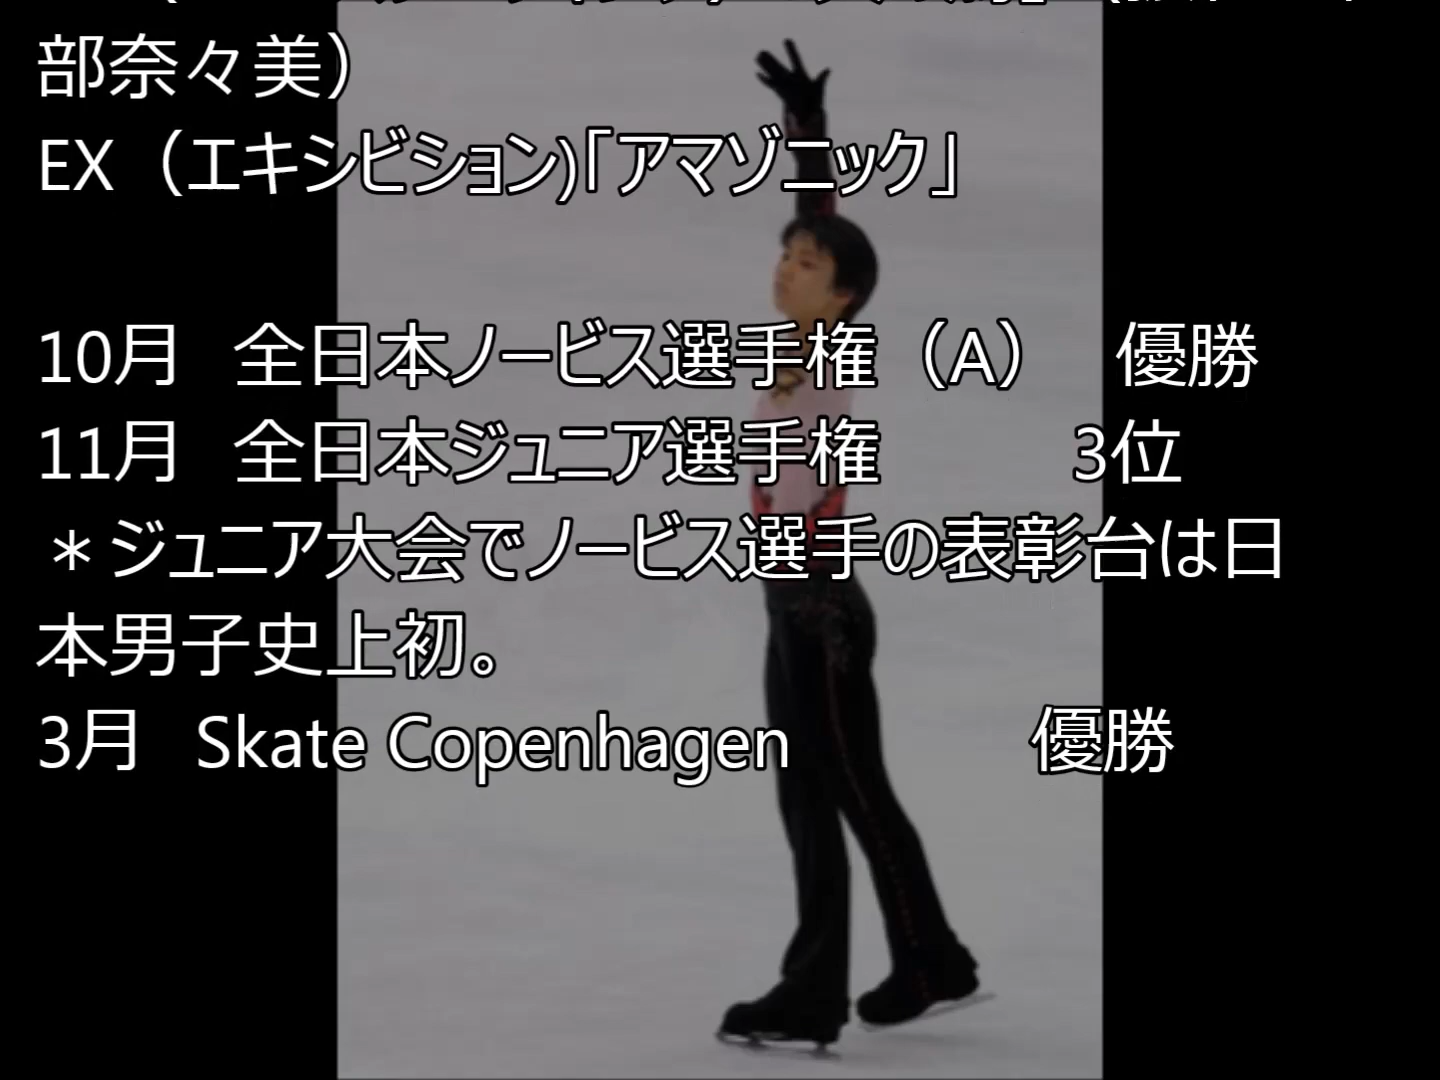 部奈々美）
EX（エキシビション)「アマゾニック」
10月　全日本ノービス選手権（A）　優勝
11月　全日本ジュニア選手権　　　3位
＊ジュニア大会でノービス選手の表彰台は日
本男子史上初。
3月　Skate Copenhagen　　　　優勝